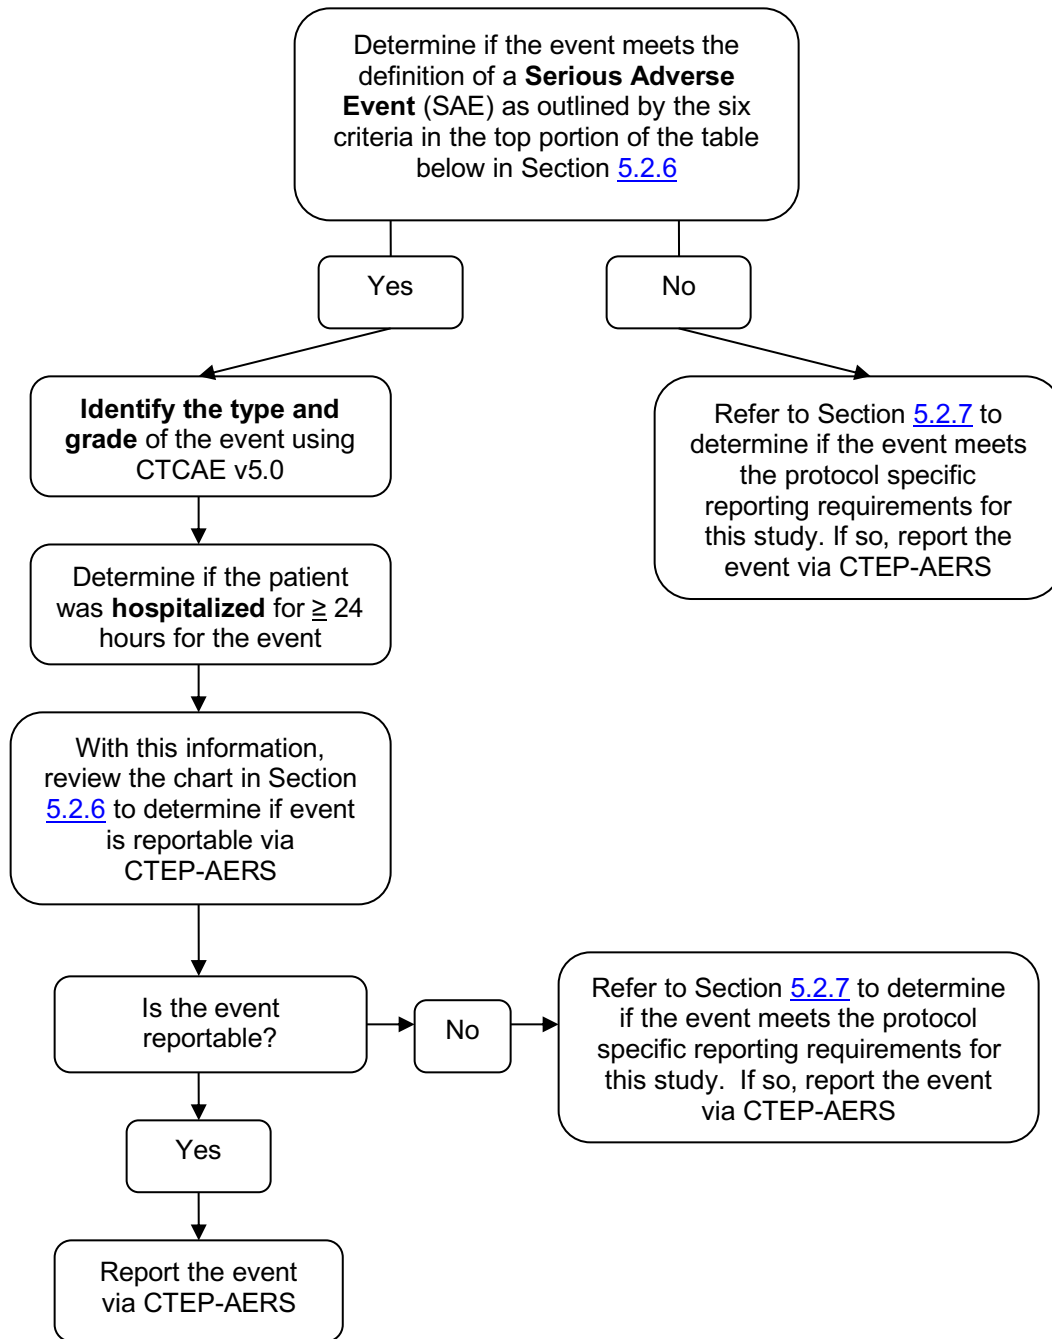 Determine if the event meets the
definition of a Serious Adverse
Event (SAE) as outlined by the six
criteria in the top portion of the table
below in Section 5.2.6
Yes
No
Identify the type and
grade of the event using
CTCAE v5.0
Refer to Section 5.2.7 to
determine if the event meets
the protocol specific
reporting requirements for
this study. If so, report the
event via CTEP-AERS
Determine if the patient
was hospitalized for ≥ 24
hours for the event
With this information,
review the chart in Section
5.2.6 to determine if event
is reportable via
CTEP-AERS
Is the event
reportable?
No
Refer to Section 5.2.7 to determine
if the event meets the protocol
specific reporting requirements for
this study.  If so, report the event
via CTEP-AERS
Yes
Report the event
via CTEP-AERS